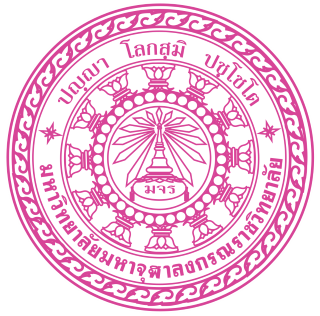 ปญฺญา โลกสฺมิ ปชฺโชโต
มจร
มหาวิทยาลัยมหาจุฬาลงกรณราชวิทยาลัย